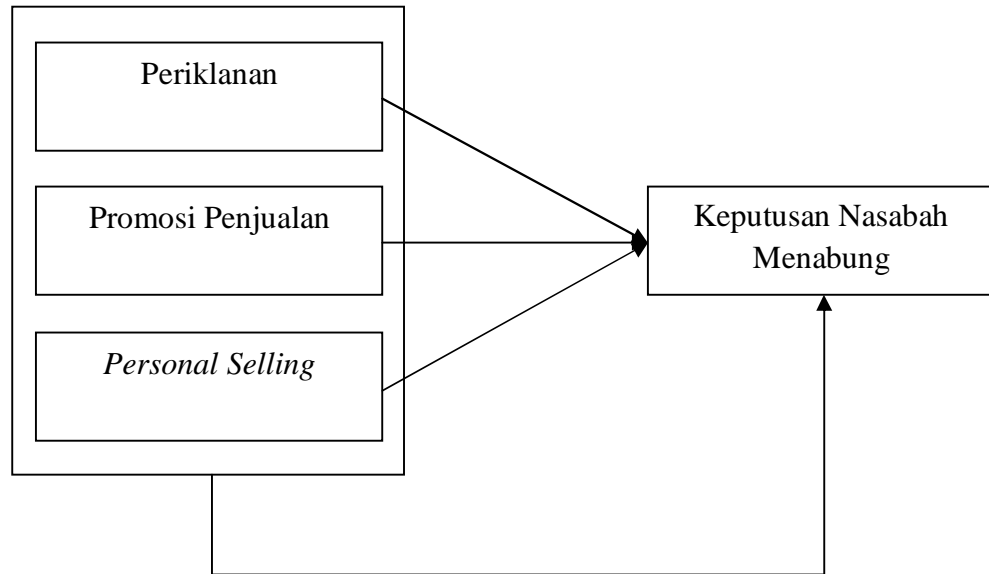 Periklanan
Promosi Penjualan
Personal Selling
Keputusan Nasabah
Menabung